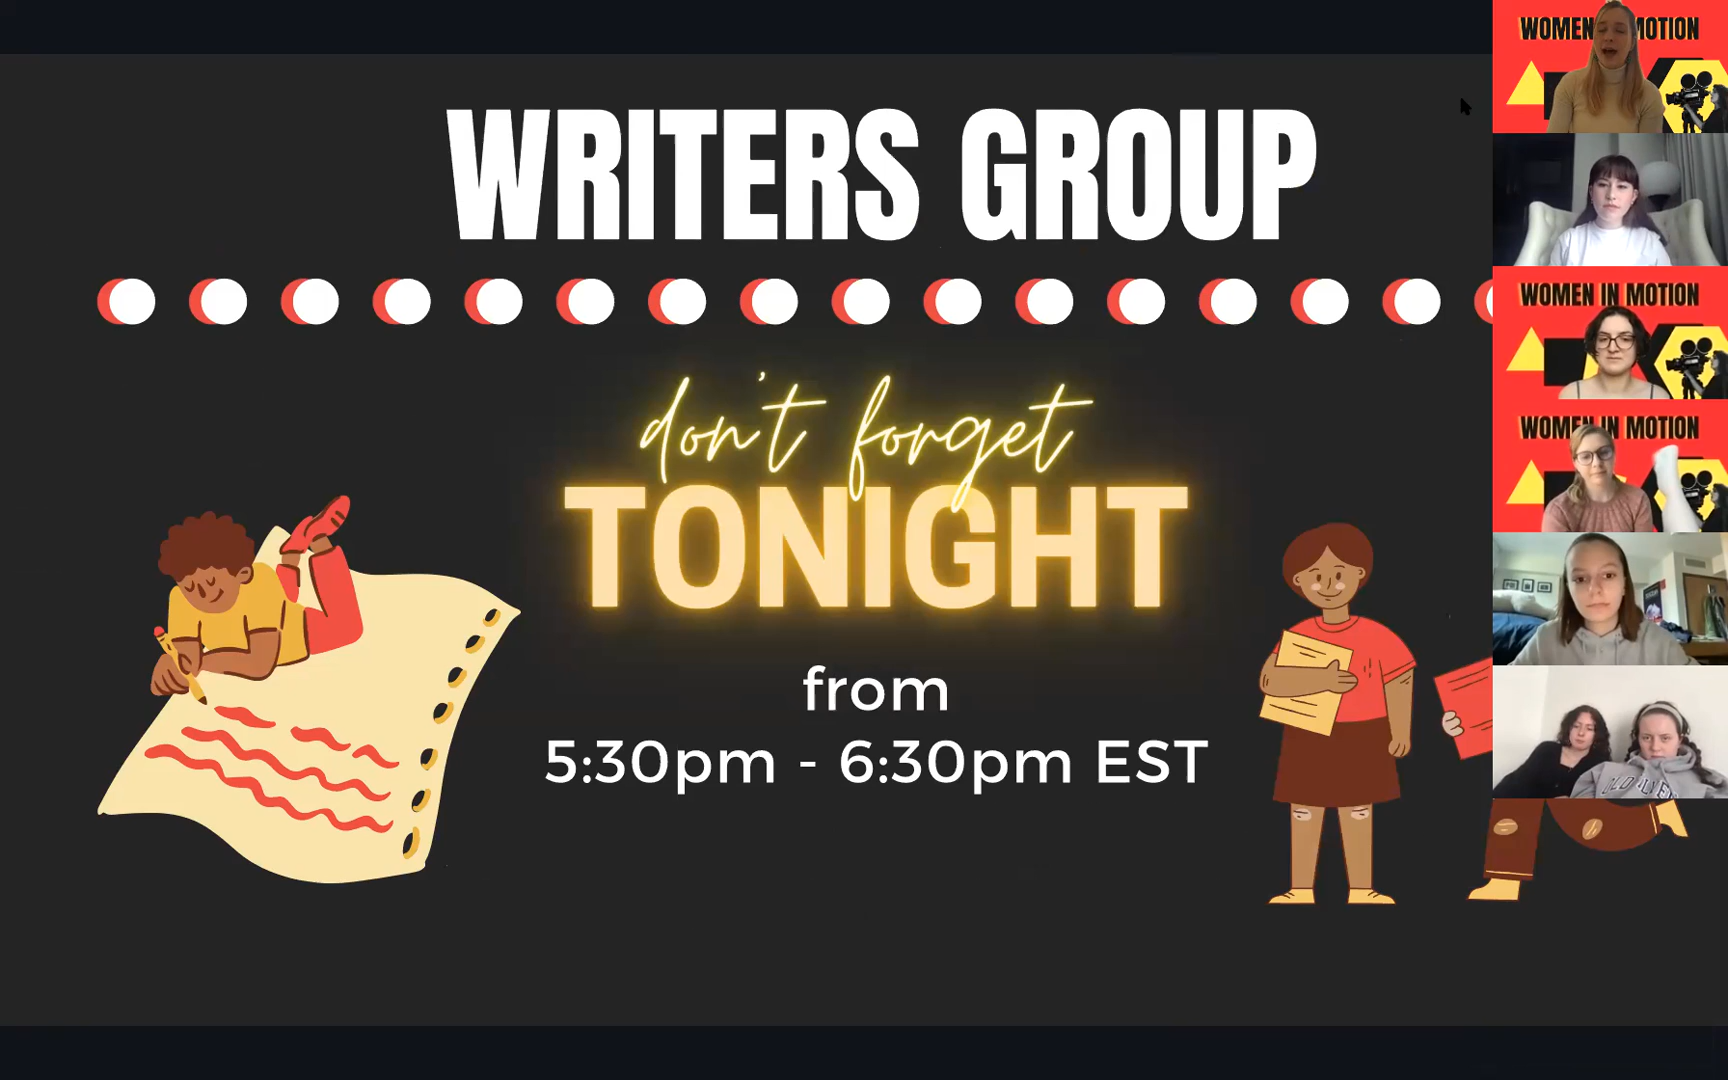 WRITERS GROUP
don't forget
TONIGHT
from
5:30pm - 6:30pm EST
WOMEN MOTION
WOMEN IN MOTION
WOMEN IN MOTION